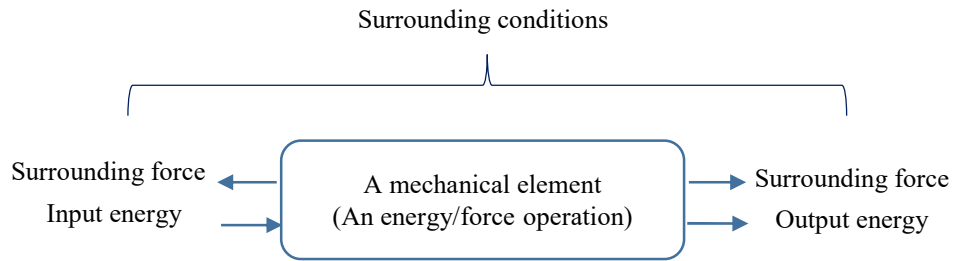 Surrounding conditions
Surrounding force
Input energy
A mechanical element
(An energy/force operation)
Surrounding force
Output energy